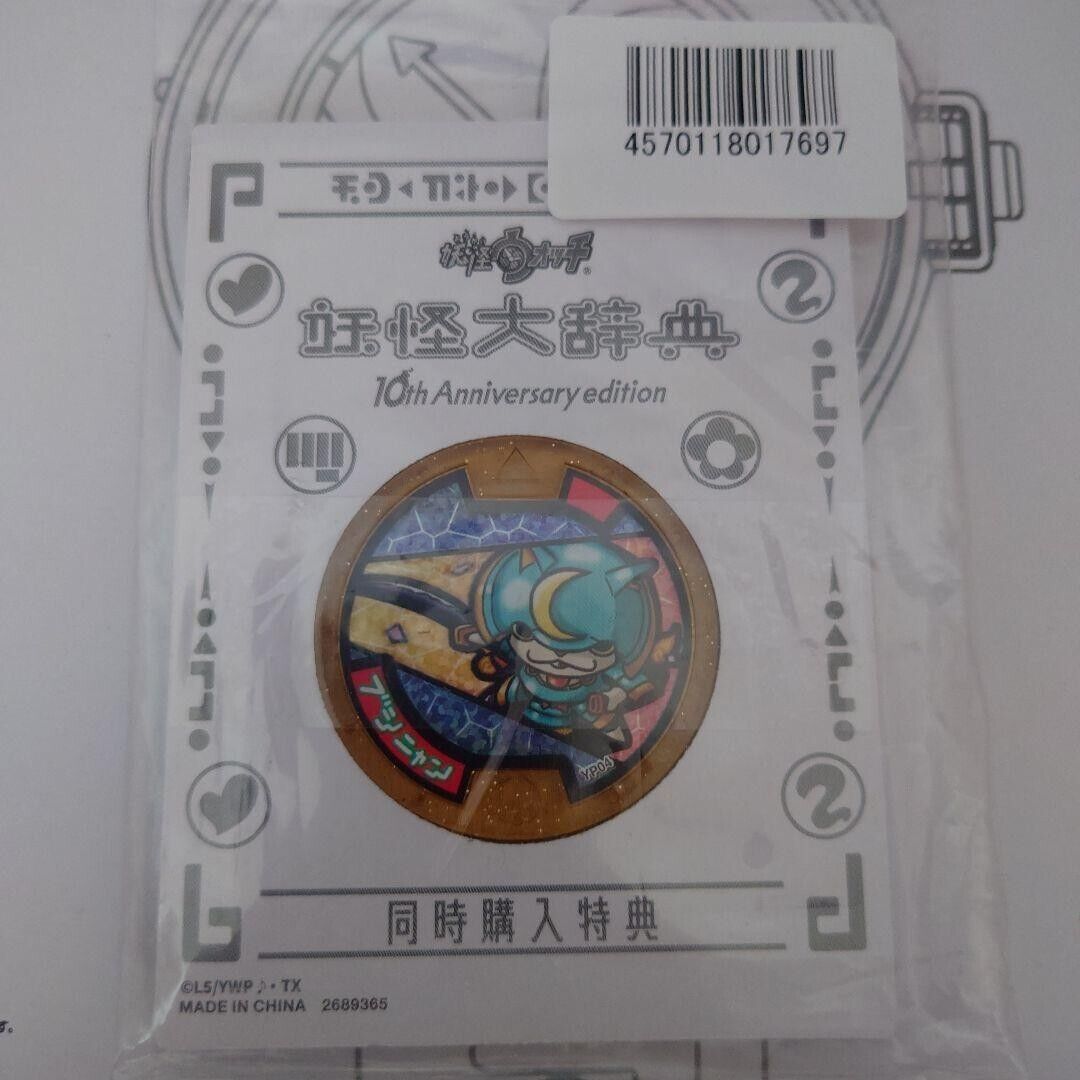 4570118017697
妖怪ウォッチ®
妖怪大辞典
10th Anniversary edition
ブシニャン
YP04
同時購入特典
©L5/YWP♪・TX
MADE IN CHINA 2689365
す。